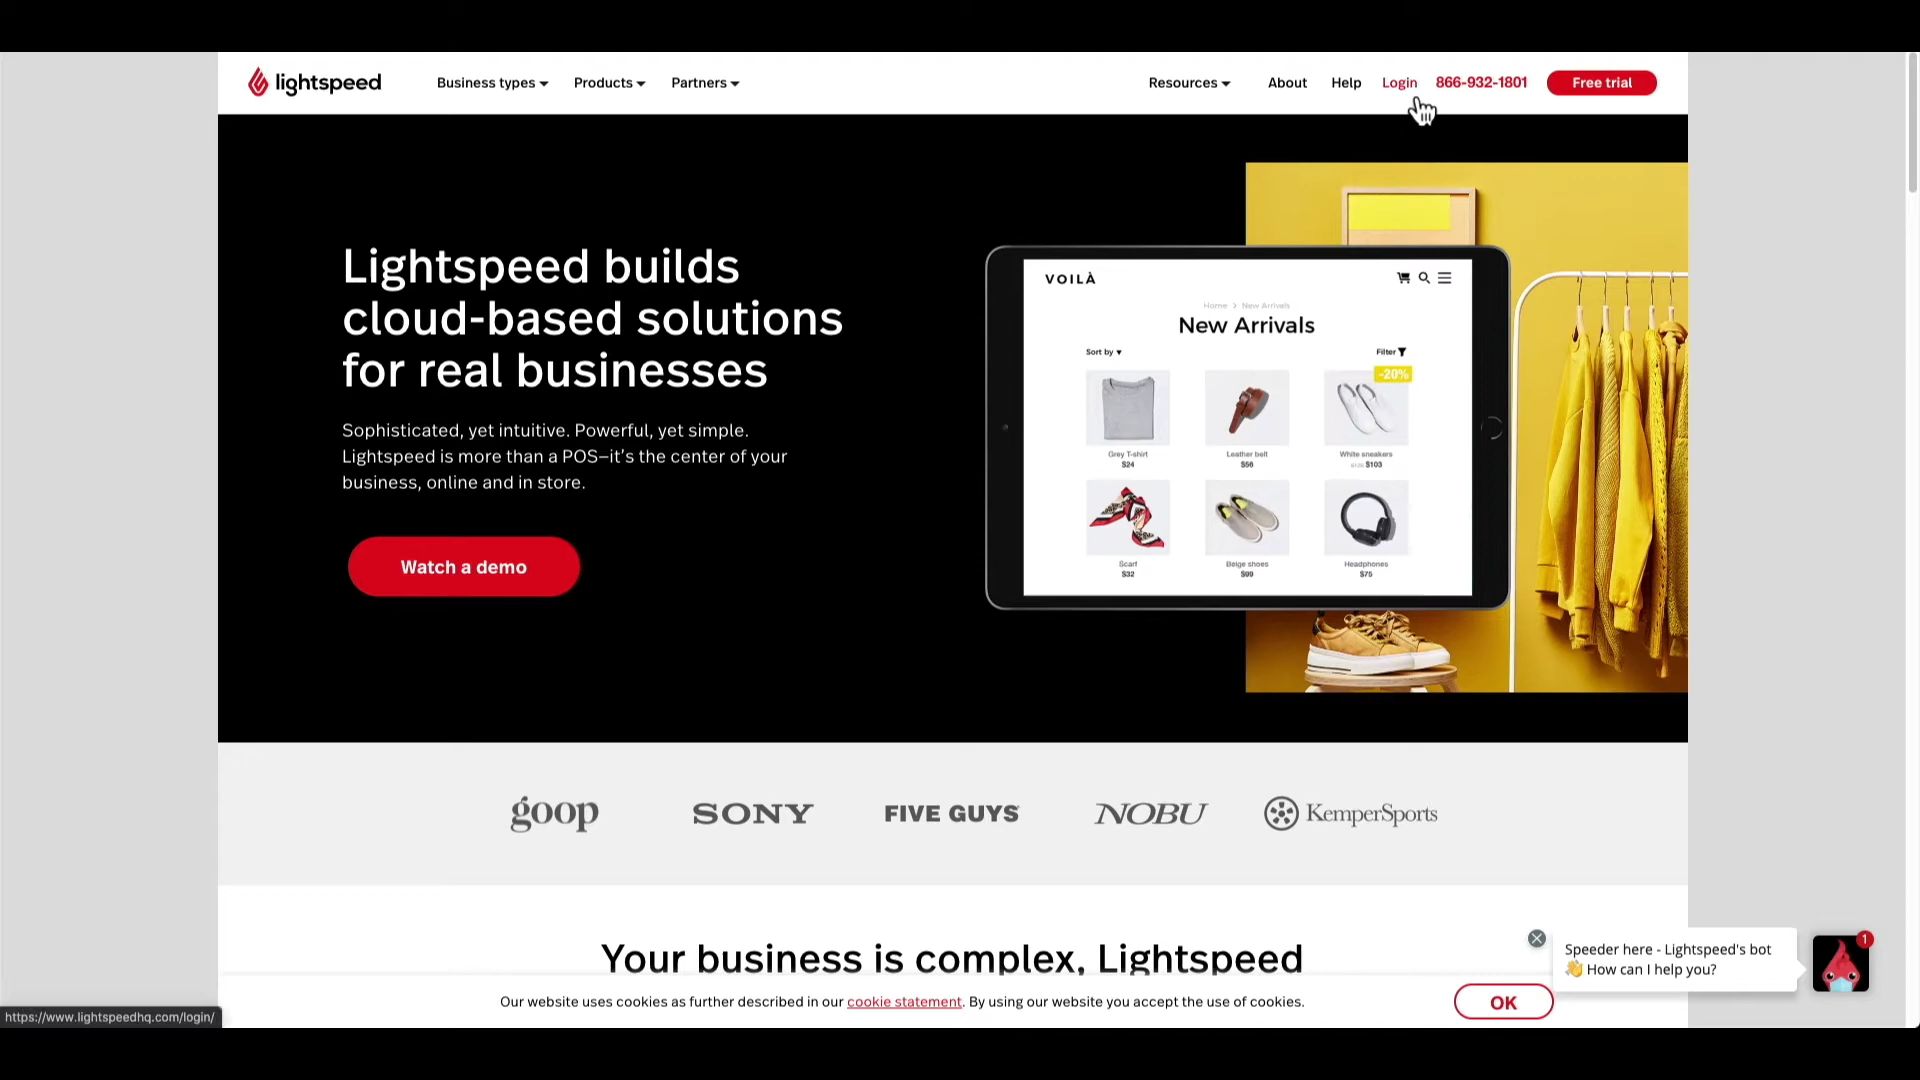 lightspeed
Business types
Products
Partners
Resources
About
Help
Login
866-932-1801
Free trial
Lightspeed builds
cloud-based solutions
for real businesses
Sophisticated, yet intuitive. Powerful, yet simple.
Lightspeed is more than a POS—it's the center of your
business, online and in store.
Watch a demo
VOILÀ
Home > New Arrivals
New Arrivals
Sort by
Filter
-20%
Grey T-shirt
$24
Leather belt
$56
White sneakers
$103
Scarf
$32
Beige shoes
$99
Headphones
$75
goop
SONY
FIVE GUYS
NOBU
KemperSports
Your business is complex, Lightspeed
Speeder here - Lightspeed's bot
👋 How can I help you?
1
Our website uses cookies as further described in our cookie statement. By using our website you accept the use of cookies.
OK
https://www.lightspeedhq.com/login/